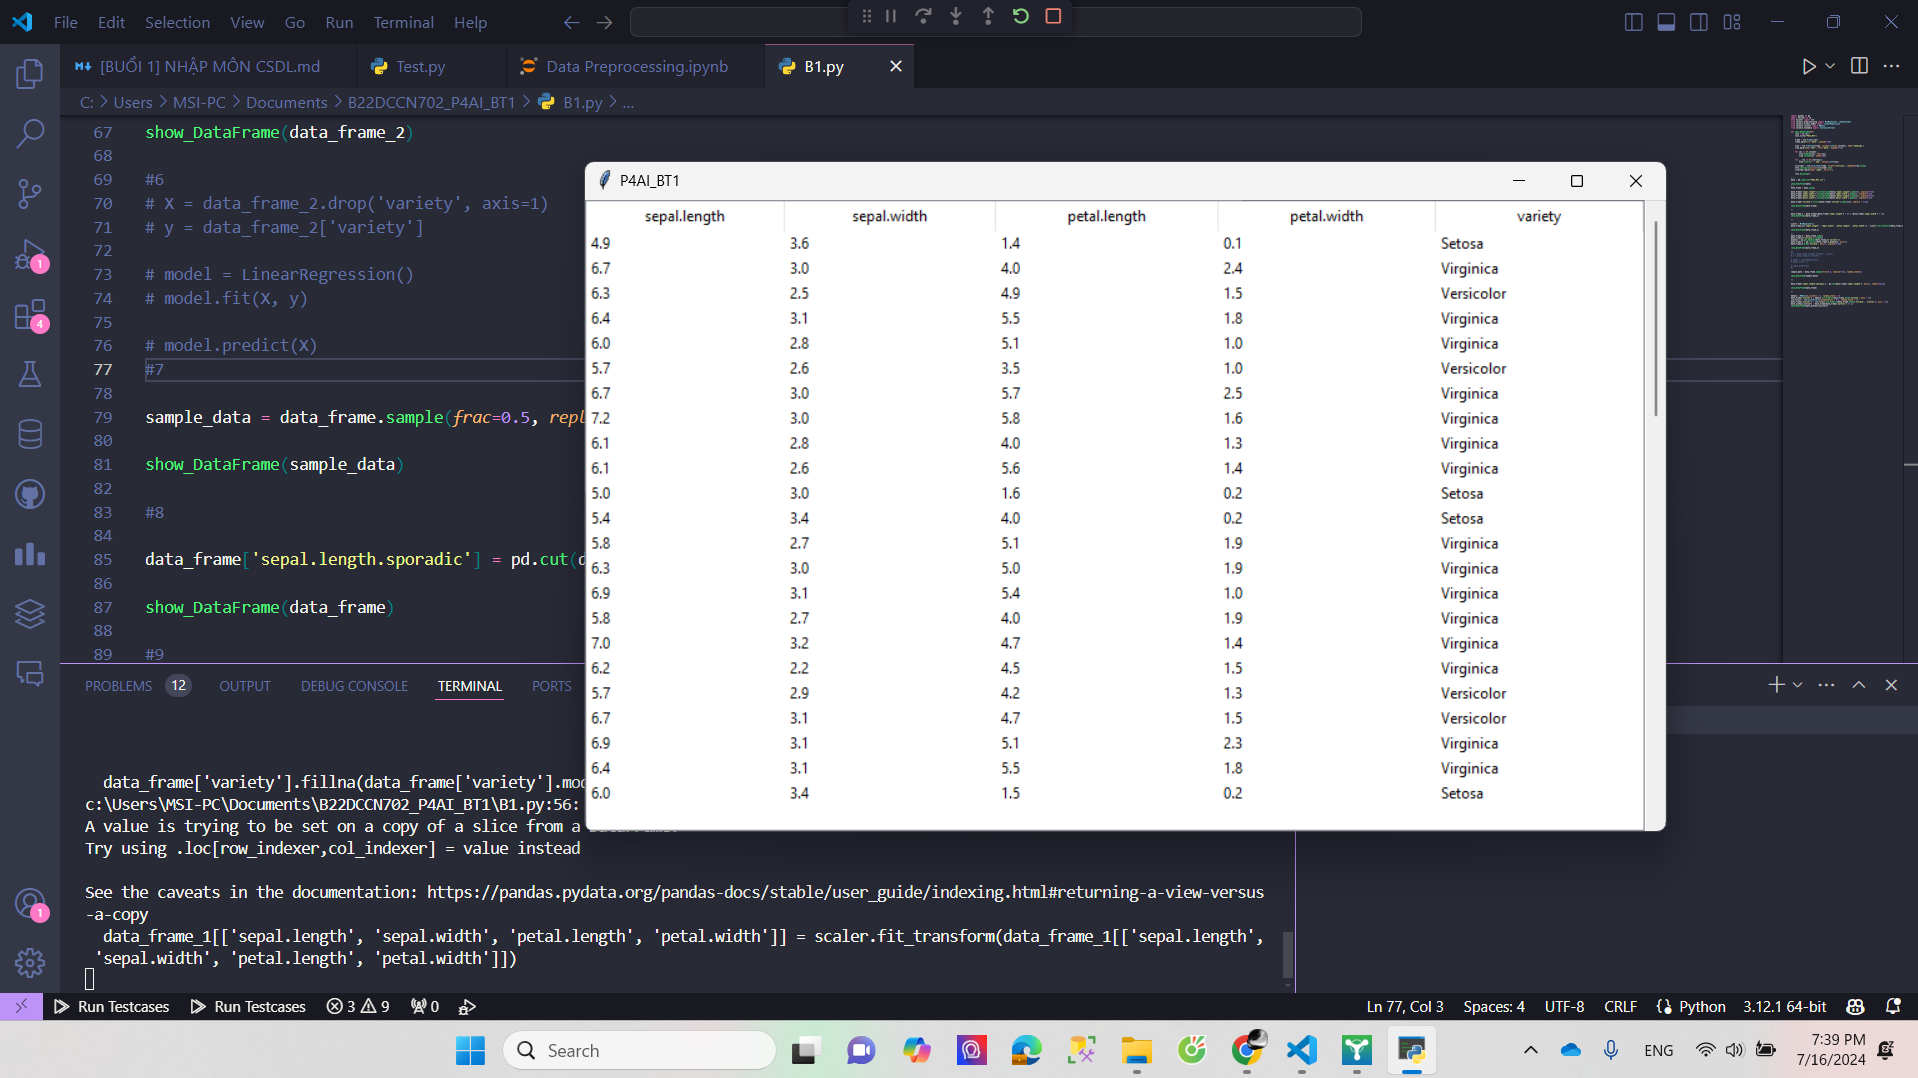 File Edit Selection View Go Run Terminal Help
[BUỔI 1] NHẬP MÔN CSDL.md Test.py Data Preprocessing.ipynb B1.py
C: > Users > MSI-PC > Documents > B22DCCN702_P4AI_BT1 > B1.py > ...
67 show_DataFrame(data_frame_2)
68
69 #6
70 # X = data_frame_2.drop('variety', axis=1)
71 # y = data_frame_2['variety']
72
73 # model = LinearRegression()
74 # model.fit(X, y)
75
76 # model.predict(X)
77 #7
78
79 sample_data = data_frame.sample(frac=0.5, repl
80
81 show_DataFrame(sample_data)
82
83 #8
84
85 data_frame['sepal.length.sporadic'] = pd.cut(d
86
87 show_DataFrame(data_frame)
88
89 #9
P4AI_BT1
sepal.length sepal.width petal.length petal.width variety
4.9 3.6 1.4 0.1 Setosa
6.7 3.0 4.0 2.4 Virginica
6.3 2.5 4.9 1.5 Versicolor
6.4 3.1 5.5 1.8 Virginica
6.0 2.8 5.1 1.0 Virginica
5.7 2.6 3.5 1.0 Versicolor
6.7 3.0 5.7 2.5 Virginica
7.2 3.0 5.8 1.6 Virginica
6.1 2.8 4.0 1.3 Virginica
6.1 2.6 5.6 1.4 Virginica
5.0 3.0 1.6 0.2 Setosa
5.4 3.4 4.0 0.2 Setosa
5.8 2.7 5.1 1.9 Virginica
6.3 3.0 5.0 1.9 Virginica
6.9 3.1 5.4 1.0 Virginica
5.8 2.7 4.0 1.9 Virginica
7.0 3.2 4.7 1.4 Virginica
6.2 2.2 4.5 1.5 Virginica
5.7 2.9 4.2 1.3 Versicolor
6.7 3.1 4.7 1.5 Versicolor
6.9 3.1 5.1 2.3 Virginica
6.4 3.1 5.5 1.8 Virginica
6.0 3.4 1.5 0.2 Setosa
1
4
1
PROBLEMS 12 OUTPUT DEBUG CONSOLE TERMINAL PORTS
data_frame['variety'].fillna(data_frame['variety'].mo
c:\Users\MSI-PC\Documents\B22DCCN702_P4AI_BT1\B1.py:56:
A value is trying to be set on a copy of a slice from a
Try using .loc[row_indexer,col_indexer] = value instead
See the caveats in the documentation: https://pandas.pydata.org/pandas-docs/stable/user_guide/indexing.html#returning-a-view-versus
-a-copy
data_frame_1[['sepal.length', 'sepal.width', 'petal.length', 'petal.width']] = scaler.fit_transform(data_frame_1[['sepal.length',
'sepal.width', 'petal.length', 'petal.width']])
Run Testcases Run Testcases 3 9 0 Ln 77, Col 3 Spaces: 4 UTF-8 CRLF Python 3.12.1 64-bit
Search ENG 7:39 PM
7/16/2024